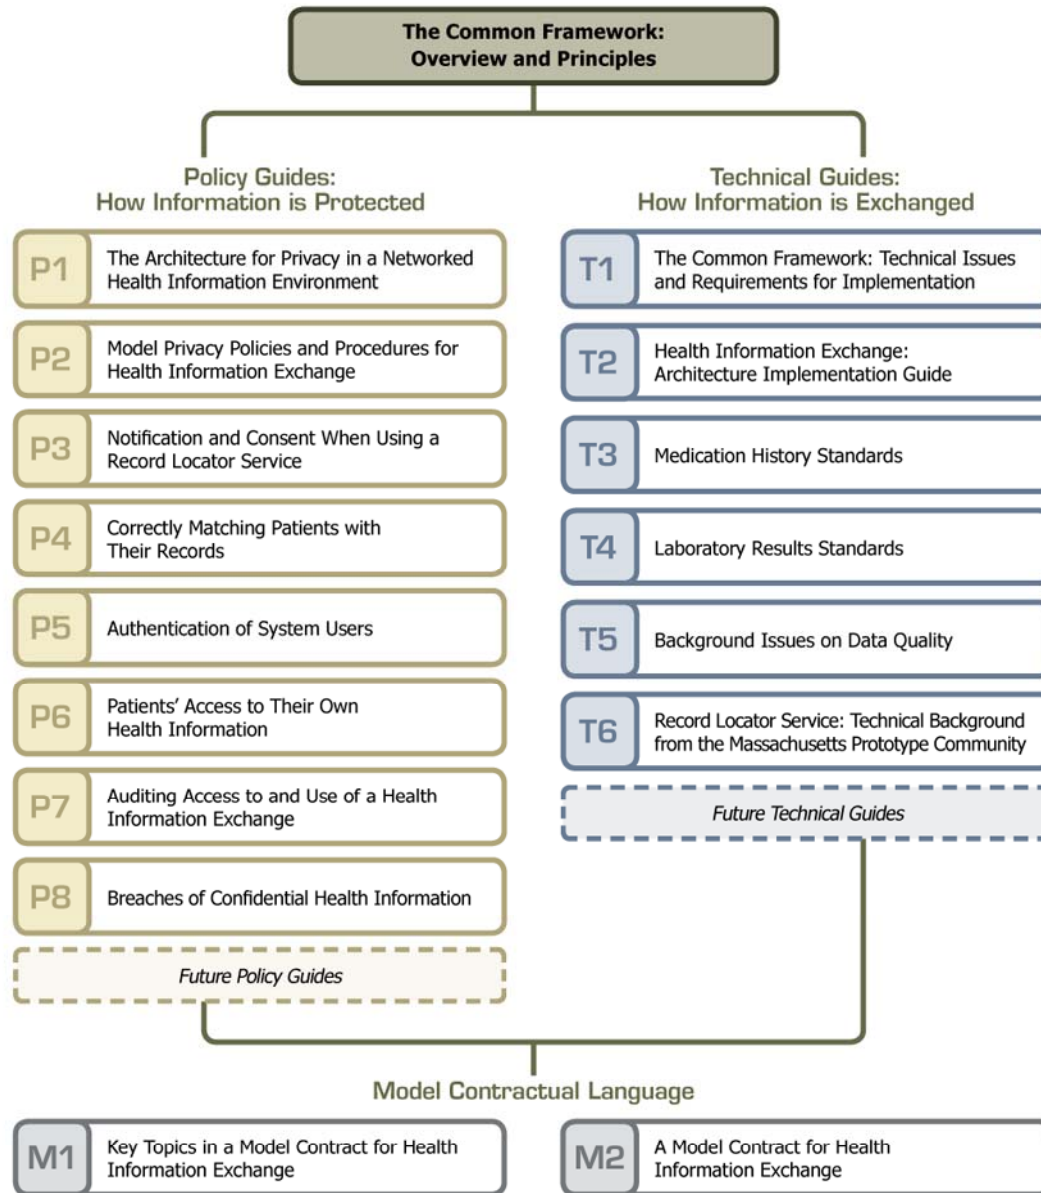 The Common Framework:
Overview and Principles
Policy Guides:
How Information is Protected
P1
The Architecture for Privacy in a Networked
Health Information Environment
P2
Model Privacy Policies and Procedures for
Health Information Exchange
P3
Notification and Consent When Using a
Record Locator Service
P4
Correctly Matching Patients with
Their Records
P5
Authentication of System Users
P6
Patients’ Access to Their Own
Health Information
P7
Auditing Access to and Use of a Health
Information Exchange
P8
Breaches of Confidential Health Information
Future Policy Guides
Technical Guides:
How Information is Exchanged
T1
The Common Framework: Technical Issues
and Requirements for Implementation
T2
Health Information Exchange:
Architecture Implementation Guide
T3
Medication History Standards
T4
Laboratory Results Standards
T5
Background Issues on Data Quality
T6
Record Locator Service: Technical Background
from the Massachusetts Prototype Community
Future Technical Guides
Model Contractual Language
M1
Key Topics in a Model Contract for Health
Information Exchange
M2
A Model Contract for Health
Information Exchange